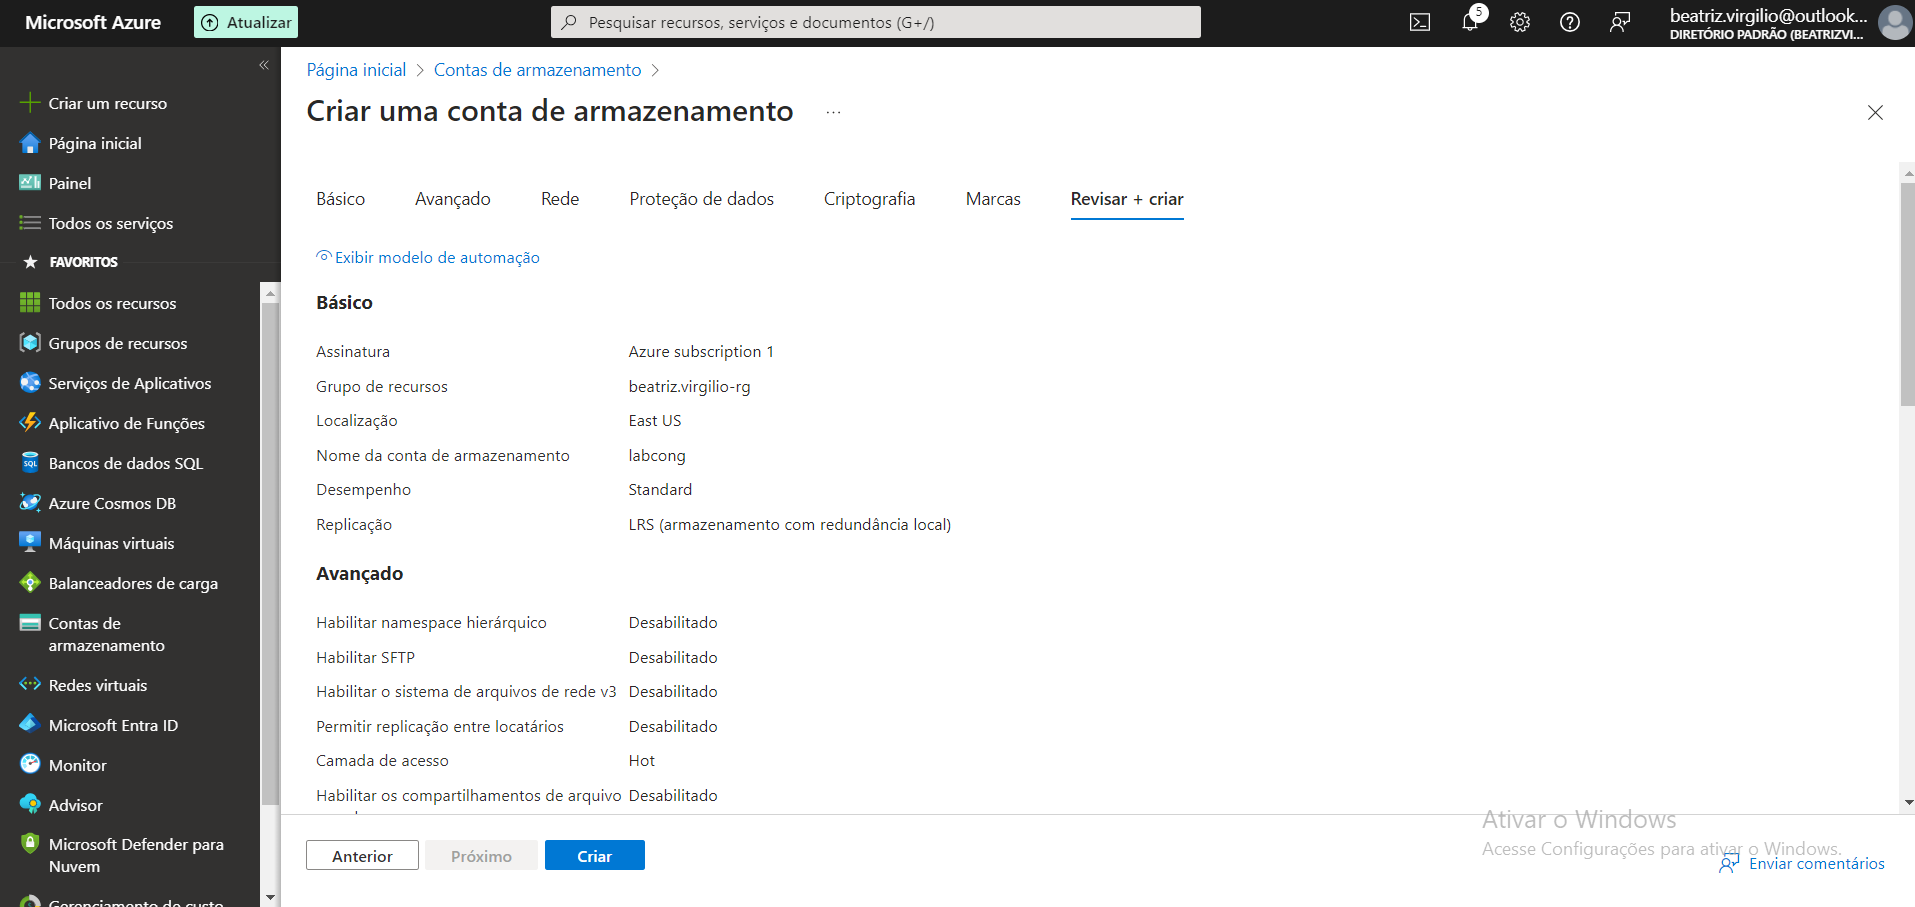 Microsoft Azure
Atualizar
Pesquisar recursos, serviços e documentos (G+/)
5
beatriz.virgilio@outlook...
DIRETÓRIO PADRÃO (BEATRIZVI...
Criar um recurso
Página inicial
Painel
Todos os serviços
FAVORITOS
Todos os recursos
Grupos de recursos
Serviços de Aplicativos
Aplicativo de Funções
SQL
Bancos de dados SQL
Azure Cosmos DB
Máquinas virtuais
Balanceadores de carga
Contas de
armazenamento
Redes virtuais
Microsoft Entra ID
Monitor
Advisor
Microsoft Defender para
Nuvem
Gerenciamento de custo
Página inicial > Contas de armazenamento >
Criar uma conta de armazenamento ...
Básico Avançado Rede Proteção de dados Criptografia Marcas Revisar + criar
Exibir modelo de automação
Básico
Assinatura Azure subscription 1
Grupo de recursos beatriz.virgilio-rg
Localização East US
Nome da conta de armazenamento labcong
Desempenho Standard
Replicação LRS (armazenamento com redundância local)
Avançado
Habilitar namespace hierárquico Desabilitado
Habilitar SFTP Desabilitado
Habilitar o sistema de arquivos de rede v3 Desabilitado
Permitir replicação entre locatários Desabilitado
Camada de acesso Hot
Habilitar os compartilhamentos de arquivo Desabilitado
Anterior Próximo Criar
Ativar o Windows
Acesse Configurações para ativar o Windows.
Enviar comentários